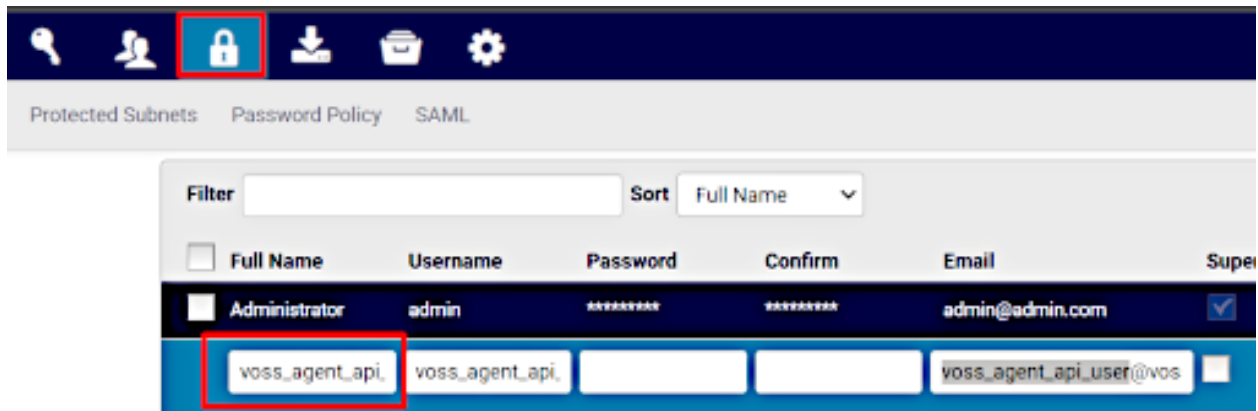 Protected Subnets Password Policy SAML
Filter Sort Full Name
Full Name Username Password Confirm Email Supe
Administrator admin ********* ********* admin@admin.com
voss_agent_api_ voss_agent_api_ voss_agent_api_user@vos